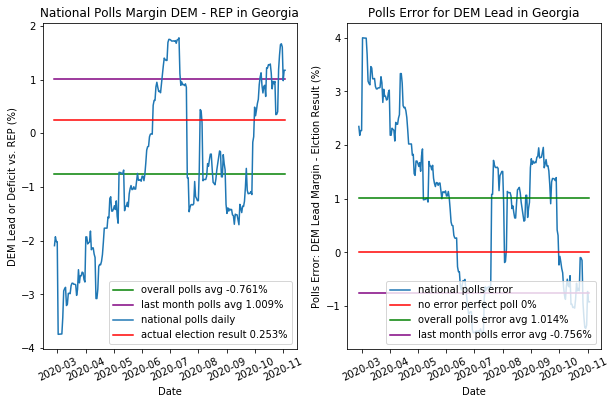 National Polls Margin DEM - REP in Georgia
DEM Lead or Deficit vs. REP (%)
2
1
0
−1
−2
−3
−4
overall polls avg -0.761%
last month polls avg 1.009%
national polls daily
actual election result 0.253%
2020-03
2020-04
2020-05
2020-06
2020-07
2020-08
2020-09
2020-10
2020-11
Date
Polls Error for DEM Lead in Georgia
Polls Error: DEM Lead Margin - Elction Result (%)
4
3
2
1
0
−1
national polls error
no error perfect poll 0%
overall polls error avg 1.014%
last month polls error avg -0.756%
2020-03
2020-04
2020-05
2020-06
2020-07
2020-08
2020-09
2020-10
2020-11
Date